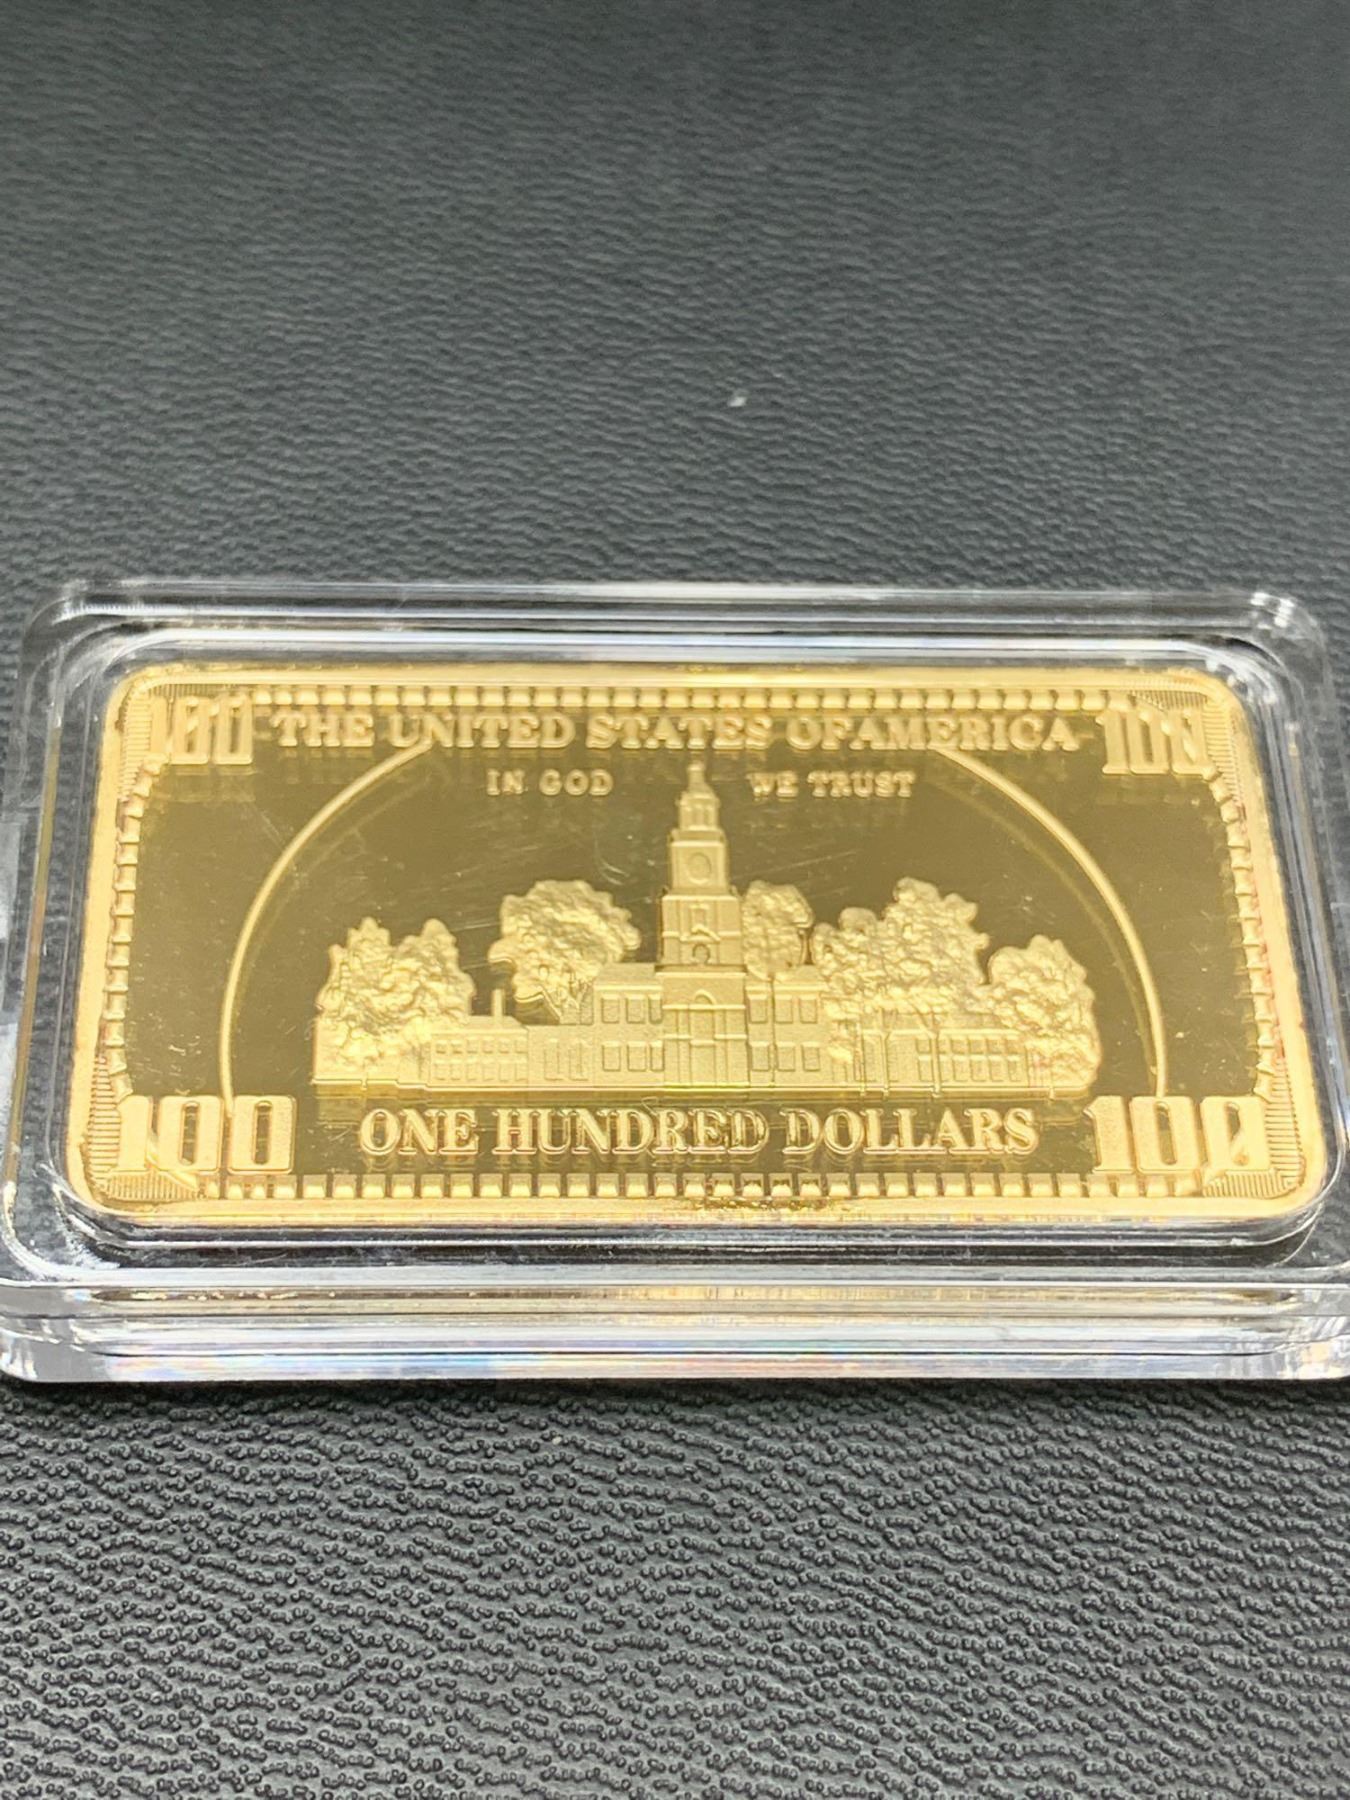 100 THE UNITED STATES OFAMERICA 100
IN GOD WE TRUST
100 ONE HUNDRED DOLLARS 100